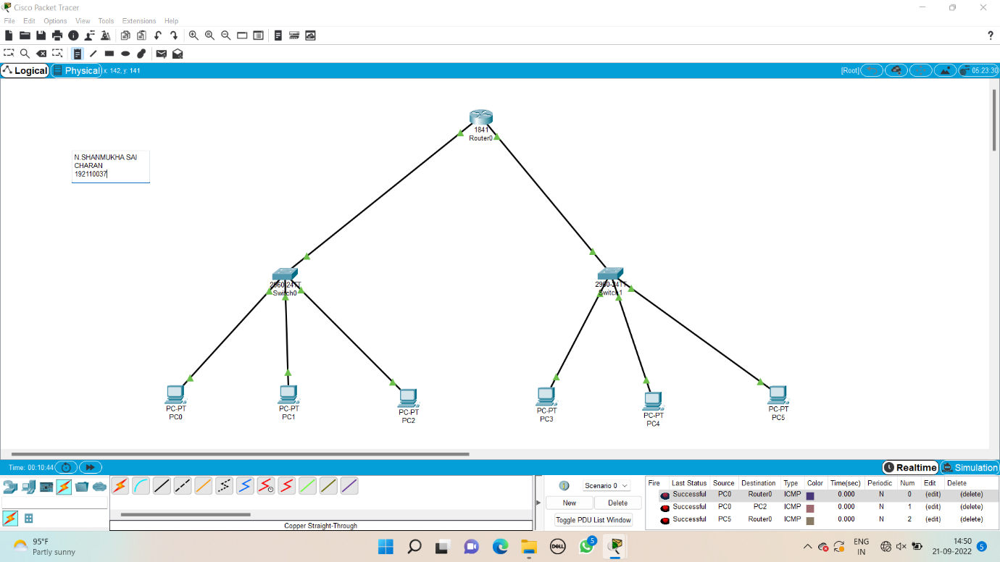 Cisco Packet Tracer
File Edit Options View Tools Extensions Help
?
Logical Physical x: 142, y: 141 [Root] 05:23:30
1841
Router0
N.SHANMUKHA SAI
CHARAN
192110037
2960-24TT
Switch0
2960-24TT
Switch1
PC-PT
PC0
PC-PT
PC1
PC-PT
PC2
PC-PT
PC3
PC-PT
PC4
PC-PT
PC5
Time: 00:10:44 Realtime Simulation
Scenario 0
New Delete
Toggle PDU List Window
Copper Straight-Through
Fire Last Status Source Destination Type Color Time(sec) Periodic Num Edit Delete
Successful PC0 Router0 ICMP 0.000 N 0 (edit) (delete)
Successful PC0 PC2 ICMP 0.000 N 1 (edit) (delete)
Successful PC5 Router0 ICMP 0.000 N 2 (edit) (delete)
95°F
Partly sunny
DELL
5
ENG
IN
14:50
21-09-2022
5